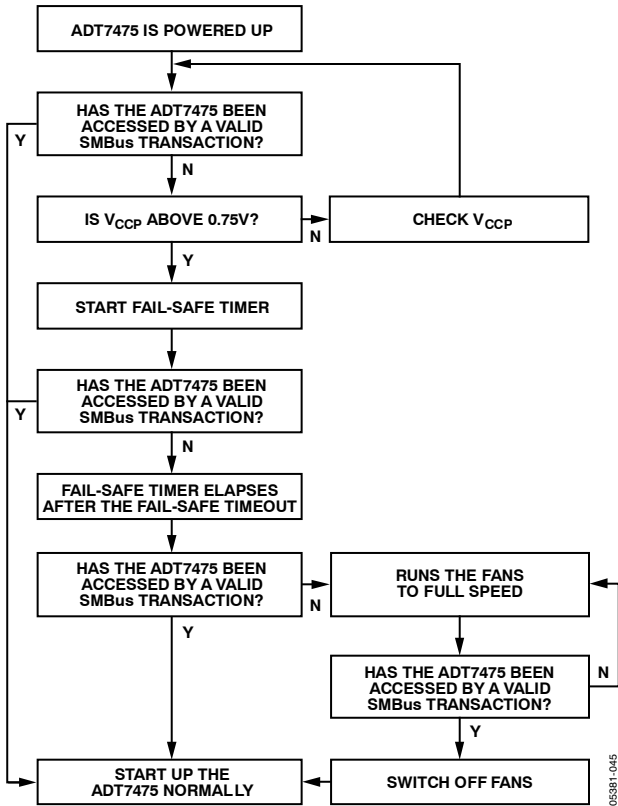 ADT7475 IS POWERED UP
HAS THE ADT7475 BEEN
ACCESSED BY A VALID
SMBus TRANSACTION?
Y
N
IS VCCP ABOVE 0.75V?
N
CHECK VCCP
Y
START FAIL-SAFE TIMER
HAS THE ADT7475 BEEN
ACCESSED BY A VALID
SMBus TRANSACTION?
Y
N
FAIL-SAFE TIMER ELAPSES
AFTER THE FAIL-SAFE TIMEOUT
HAS THE ADT7475 BEEN
ACCESSED BY A VALID
SMBus TRANSACTION?
N
Y
RUNS THE FANS
TO FULL SPEED
HAS THE ADT7475 BEEN
ACCESSED BY A VALID
SMBus TRANSACTION?
N
Y
START UP THE
ADT7475 NORMALLY
SWITCH OFF FANS
05381-045